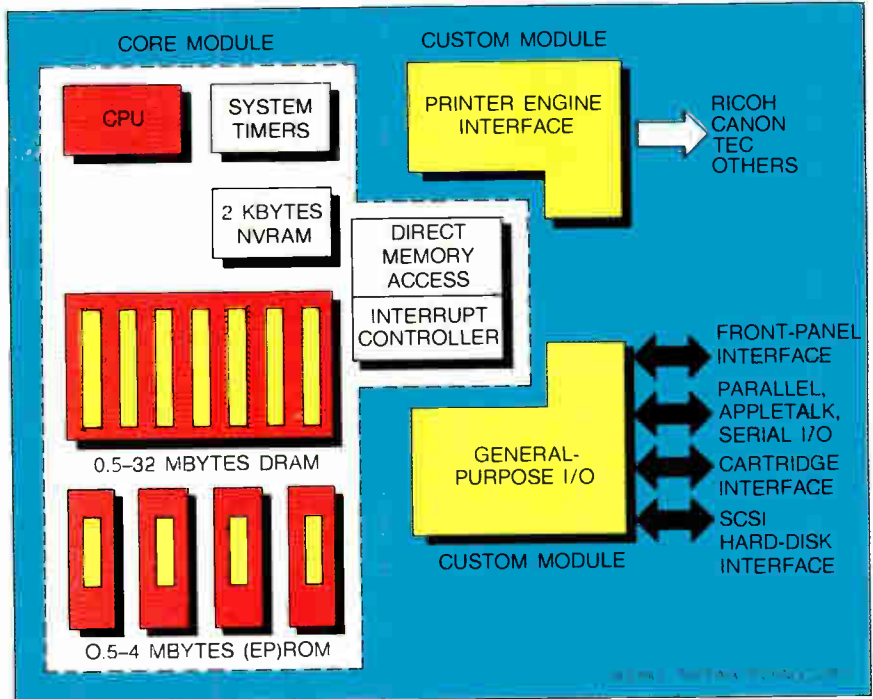 CORE MODULE
CPU
SYSTEM
TIMERS
2 KBYTES
NVRAM
DIRECT
MEMORY
ACCESS
INTERRUPT
CONTROLLER
0.5–32 MBYTES DRAM
0.5–4 MBYTES (EP)ROM
CUSTOM MODULE
PRINTER ENGINE
INTERFACE
RICOH
CANON
TEC
OTHERS
GENERAL-
PURPOSE I/O
CUSTOM MODULE
FRONT-PANEL
INTERFACE
PARALLEL,
APPLETALK,
SERIAL I/O
CARTRIDGE
INTERFACE
SCSI
HARD-DISK
INTERFACE